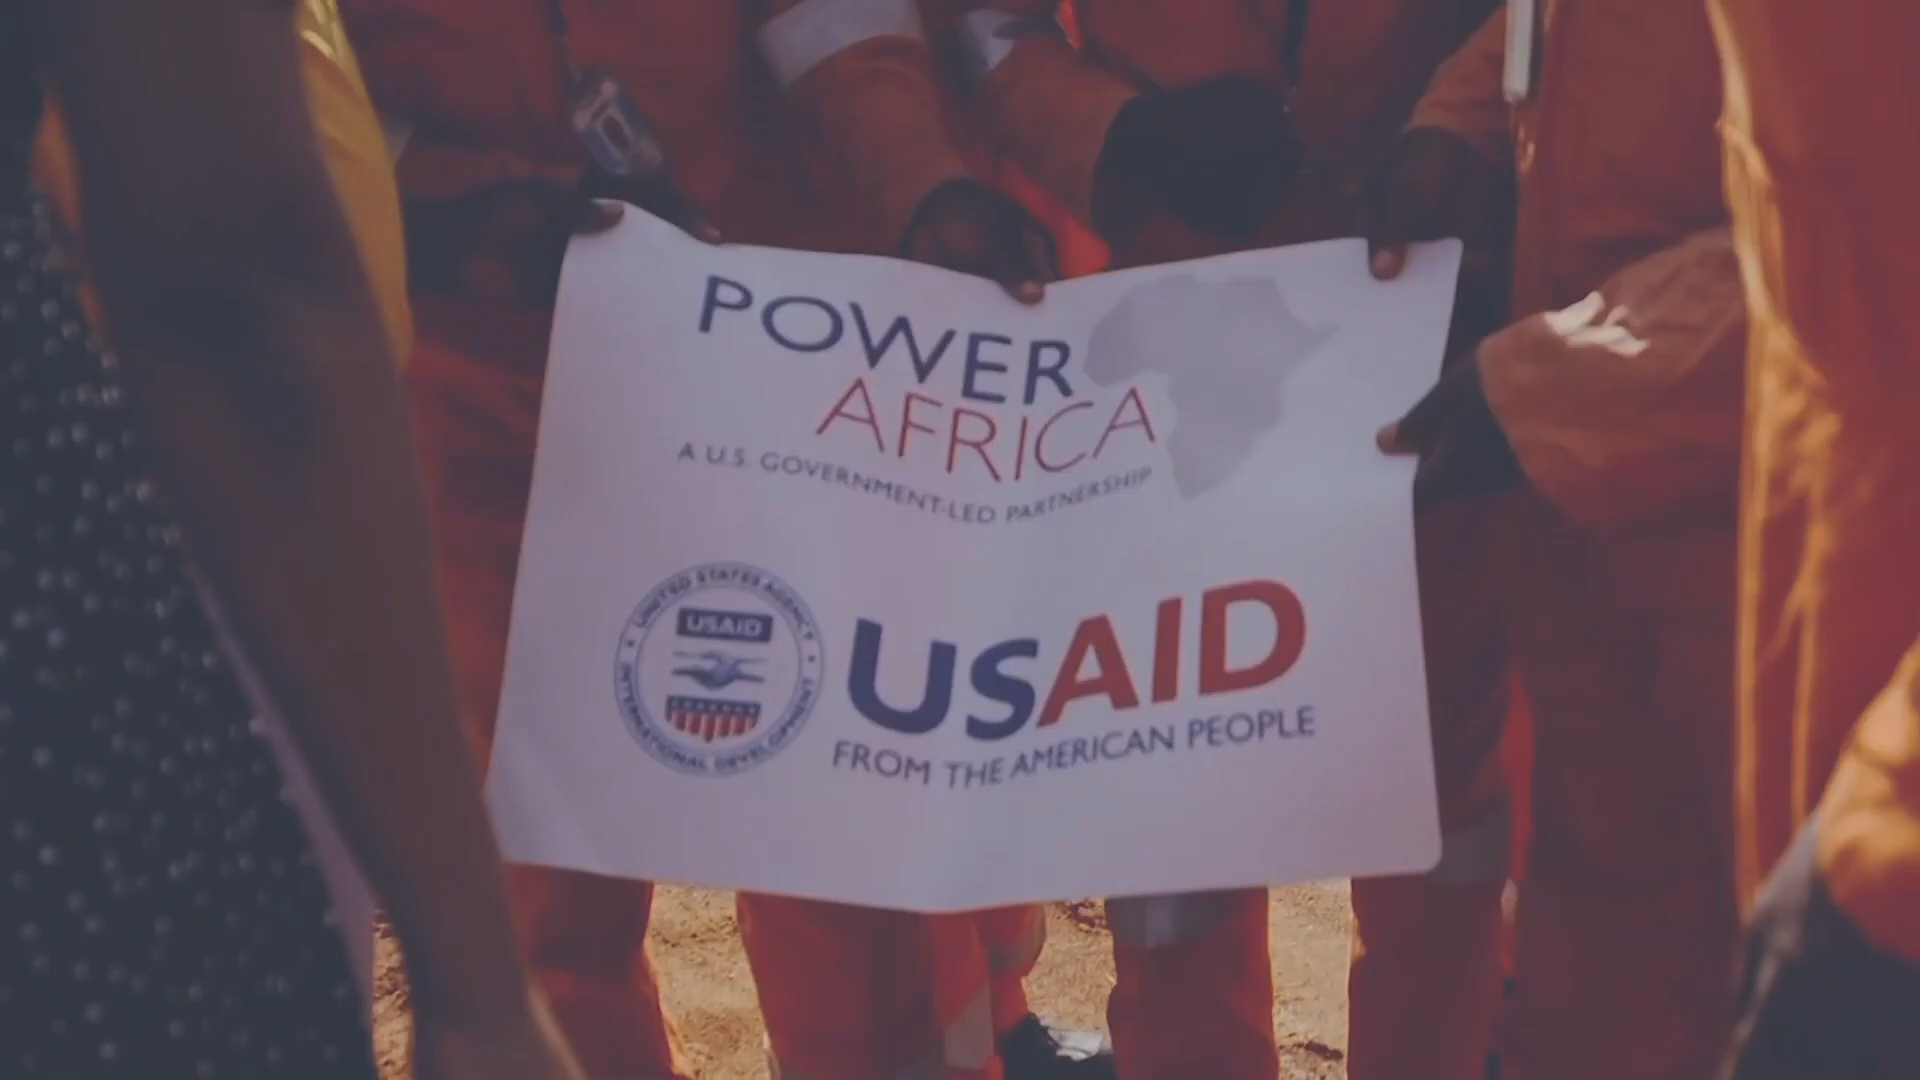 POWER
AFRICA
A U.S. GOVERNMENT-LED PARTNERSHIP
UNITED STATES AGENCY
USAID
INTERNATIONAL DEVELOPMENT
USAID
FROM THE AMERICAN PEOPLE